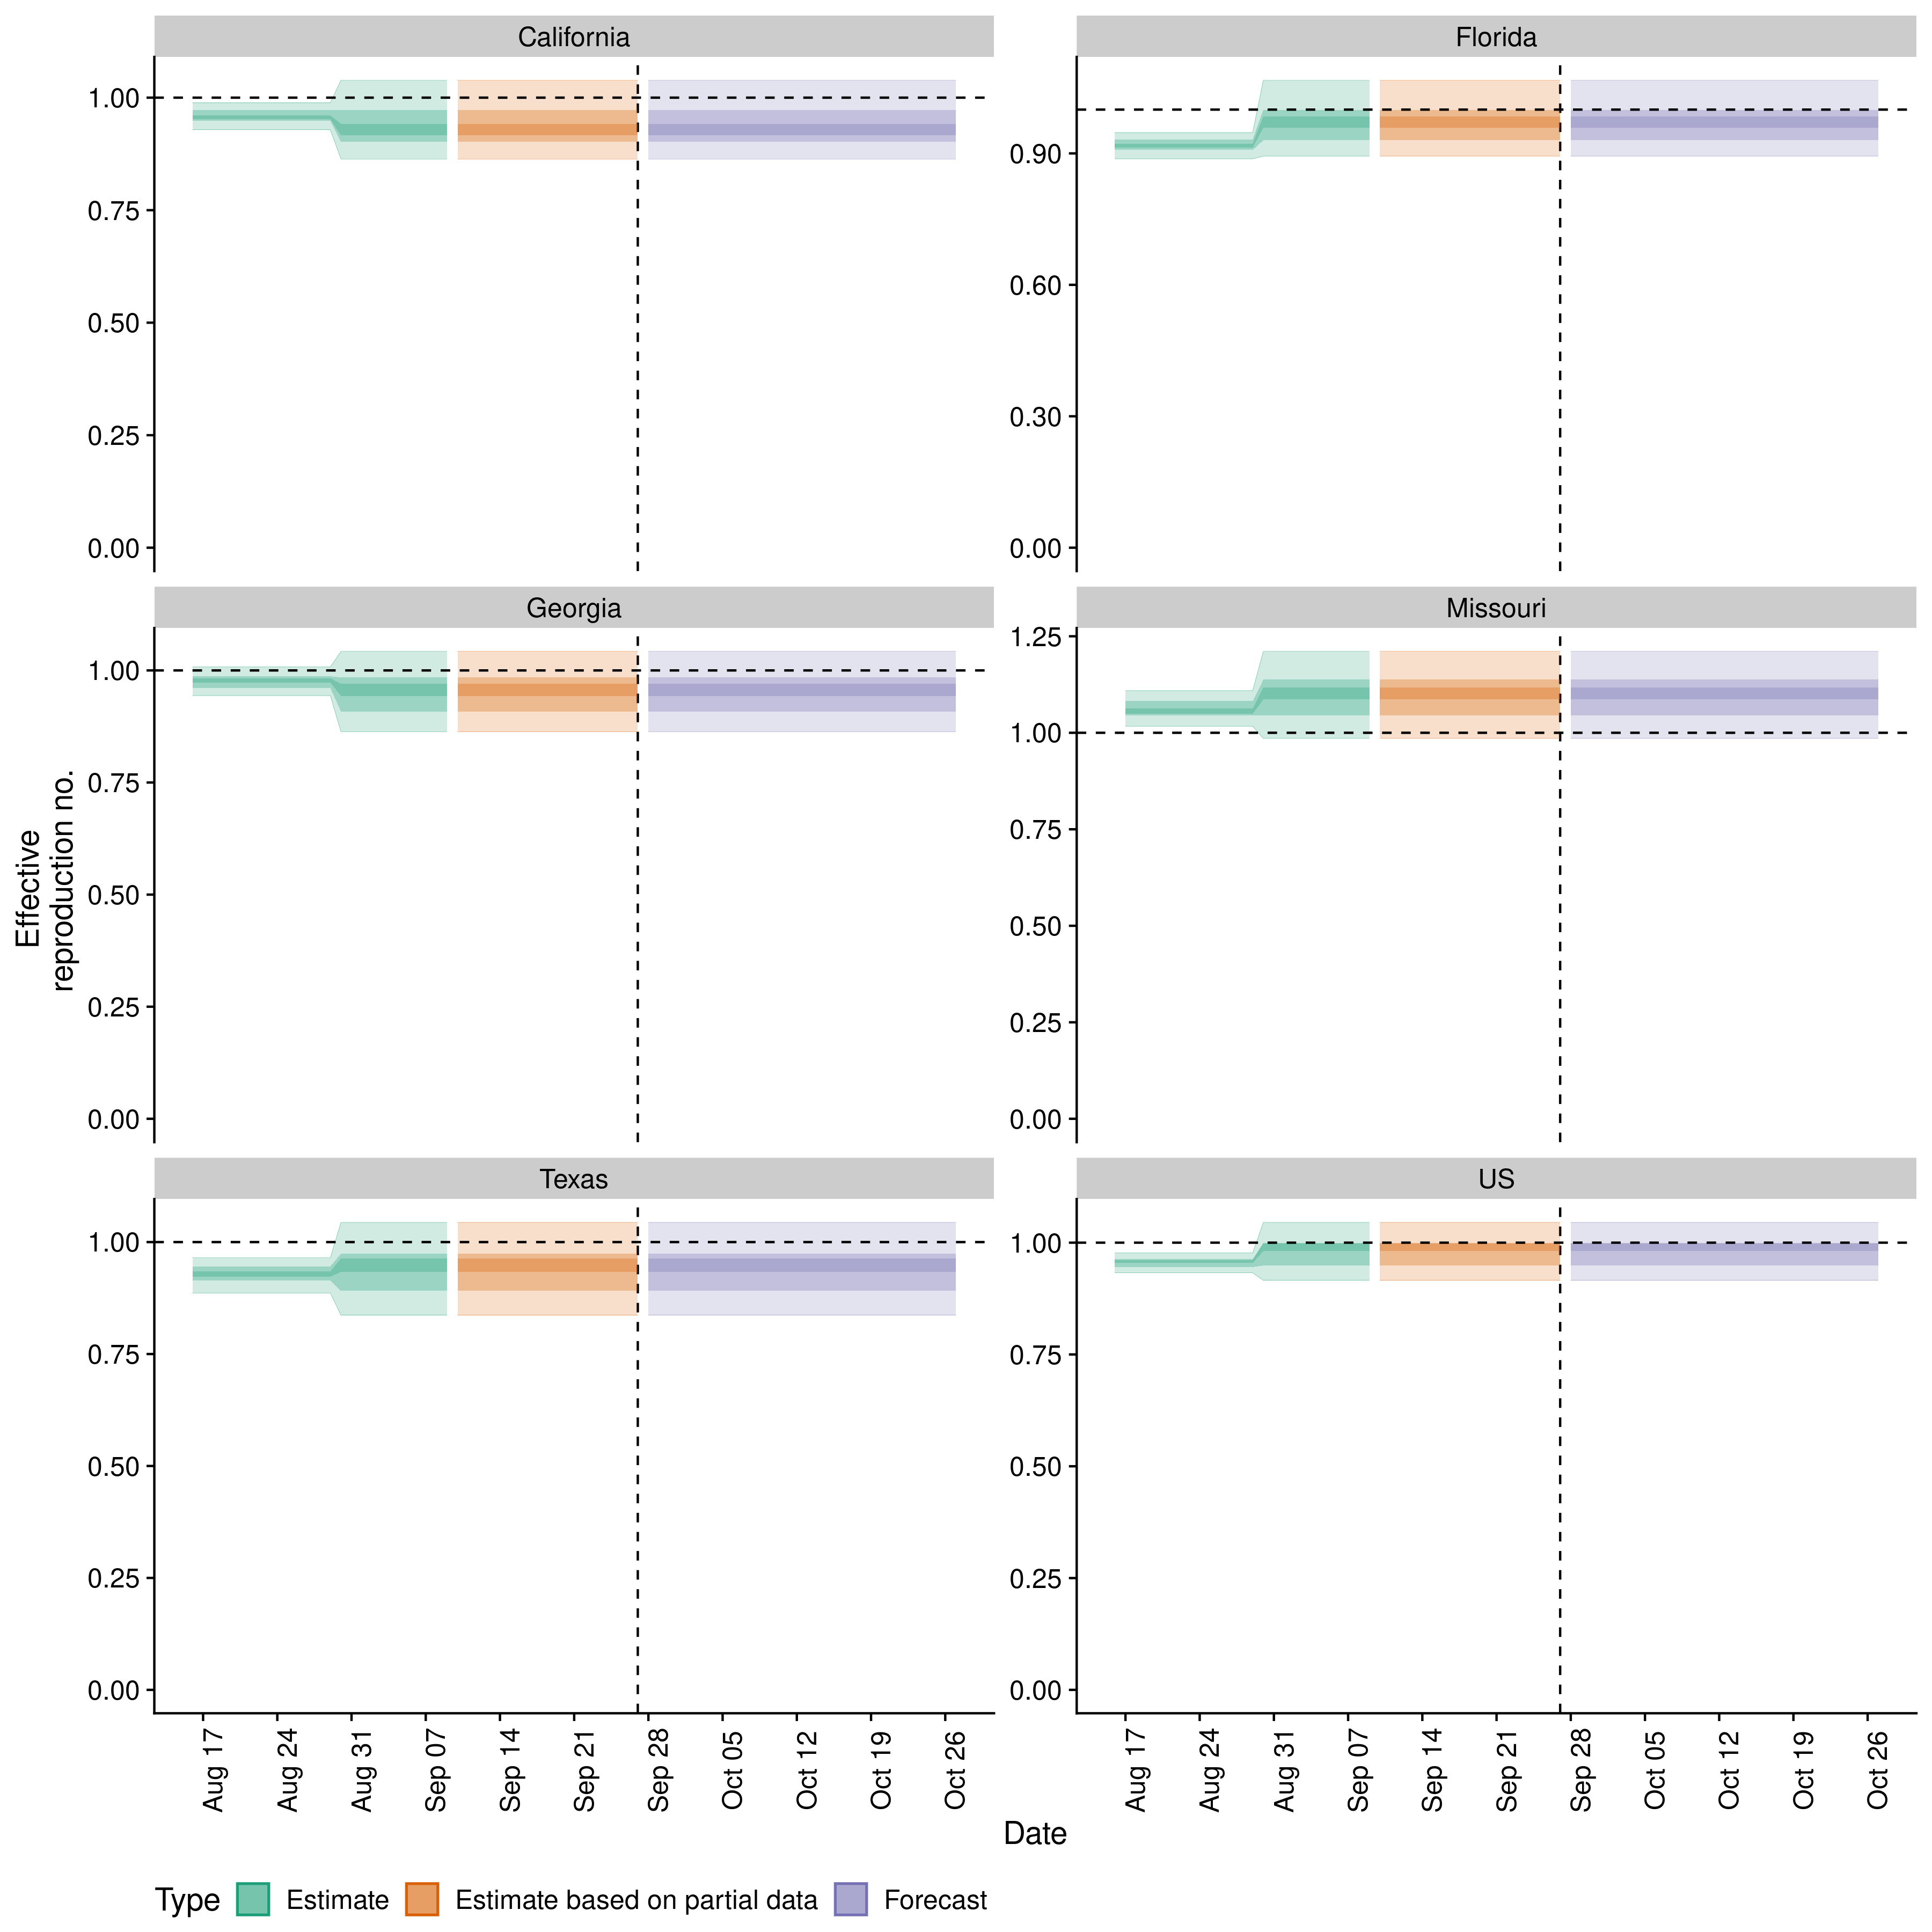 California
Florida
1.00
0.75
0.50
0.25
0.00
0.90
0.60
0.30
0.00
Georgia
Missouri
1.00
0.75
0.50
0.25
0.00
1.25
1.00
0.75
0.50
0.25
0.00
Texas
US
1.00
0.75
0.50
0.25
0.00
1.00
0.75
0.50
0.25
0.00
Effective
reproduction no.
Aug 17
Aug 24
Aug 31
Sep 07
Sep 14
Sep 21
Sep 28
Oct 05
Oct 12
Oct 19
Oct 26
Aug 17
Aug 24
Aug 31
Sep 07
Sep 14
Sep 21
Sep 28
Oct 05
Oct 12
Oct 19
Oct 26
Date
Type Estimate Estimate based on partial data Forecast